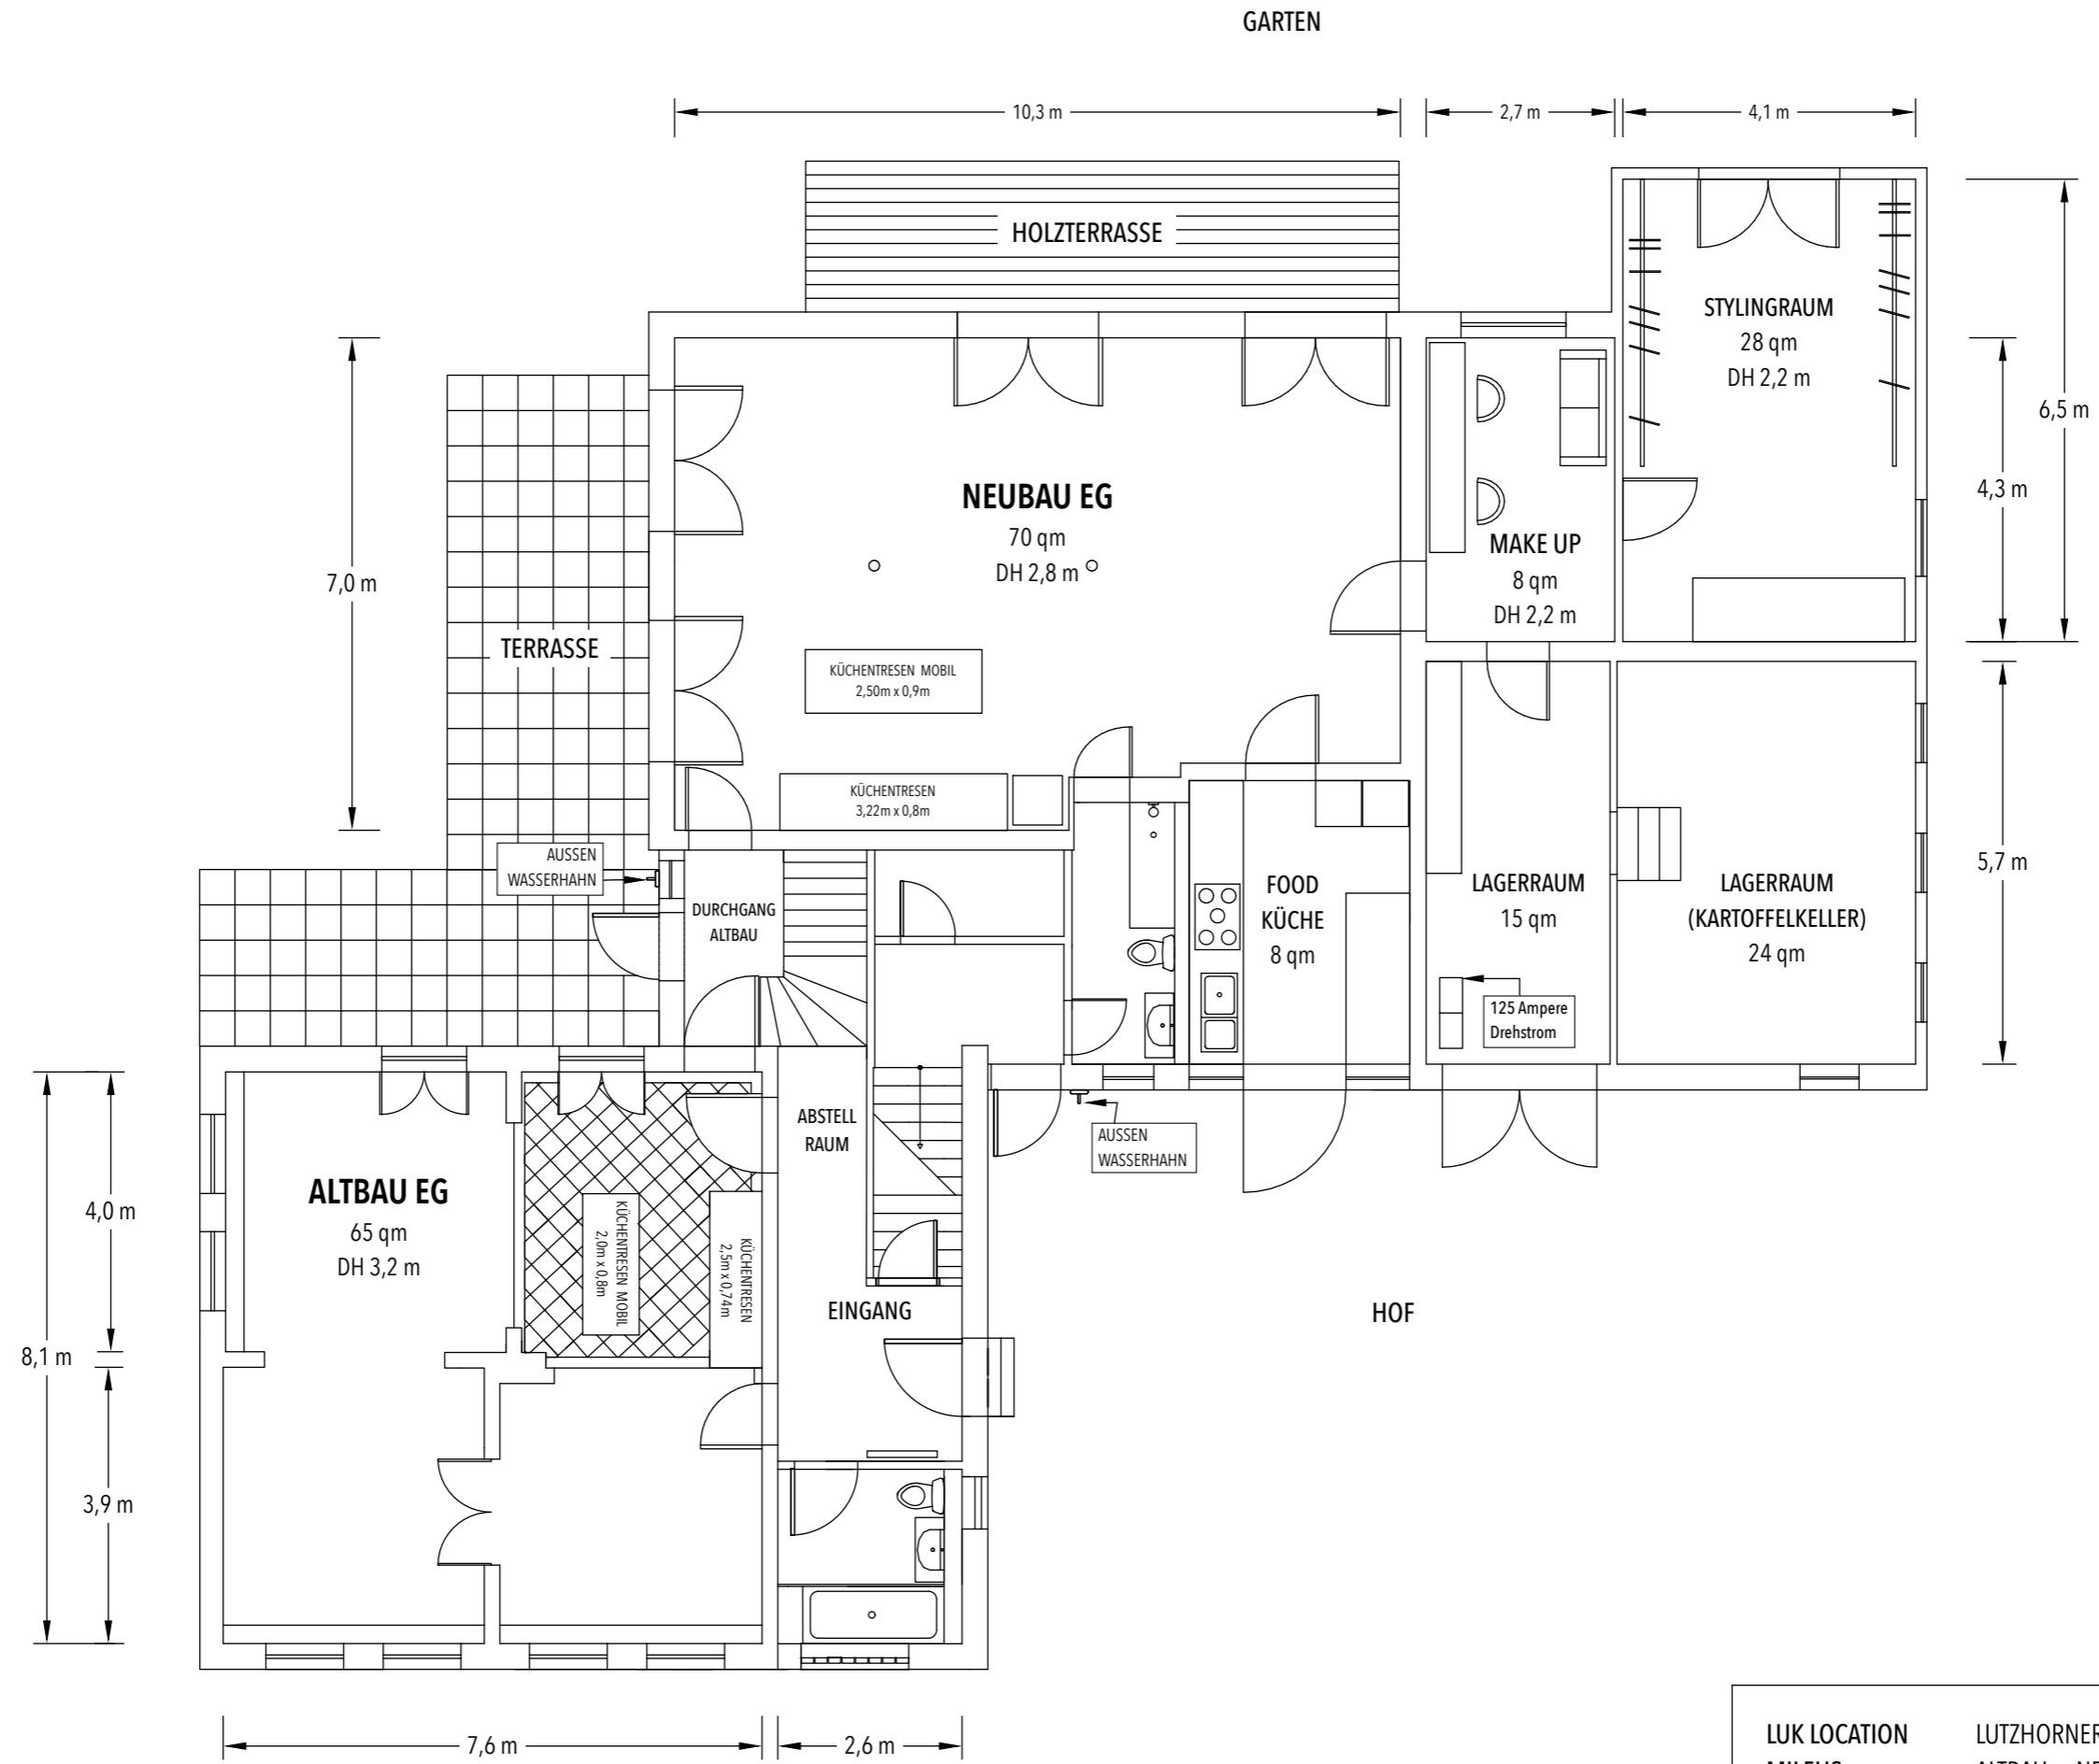 GARTEN
10,3 m
2,7 m
4,1 m
HOLZTERRASSE
STYLINGRAUM
28 qm
DH 2,2 m
6,5 m
4,3 m
NEUBAU EG
70 qm
DH 2,8 m
MAKE UP
8 qm
DH 2,2 m
7,0 m
TERRASSE
KÜCHENTRESEN MOBIL
2,50m x 0,9m
KÜCHENTRESEN
3,22m x 0,8m
AUSSEN
WASSERHAHN
DURCHGANG
ALTBAU
FOOD
KÜCHE
8 qm
LAGERRAUM
15 qm
LAGERRAUM
(KARTOFFELKELLER)
24 qm
5,7 m
125 Ampere
Drehstrom
ABSTELL
RAUM
AUSSEN
WASSERHAHN
ALTBAU EG
65 qm
DH 3,2 m
4,0 m
KÜCHENTRESEN MOBIL
2,0m x 0,8m
KÜCHENTRESEN
2,5m x 0,74m
EINGANG
HOF
8,1 m
3,9 m
7,6 m
2,6 m
LUK LOCATION LUTZHORNER